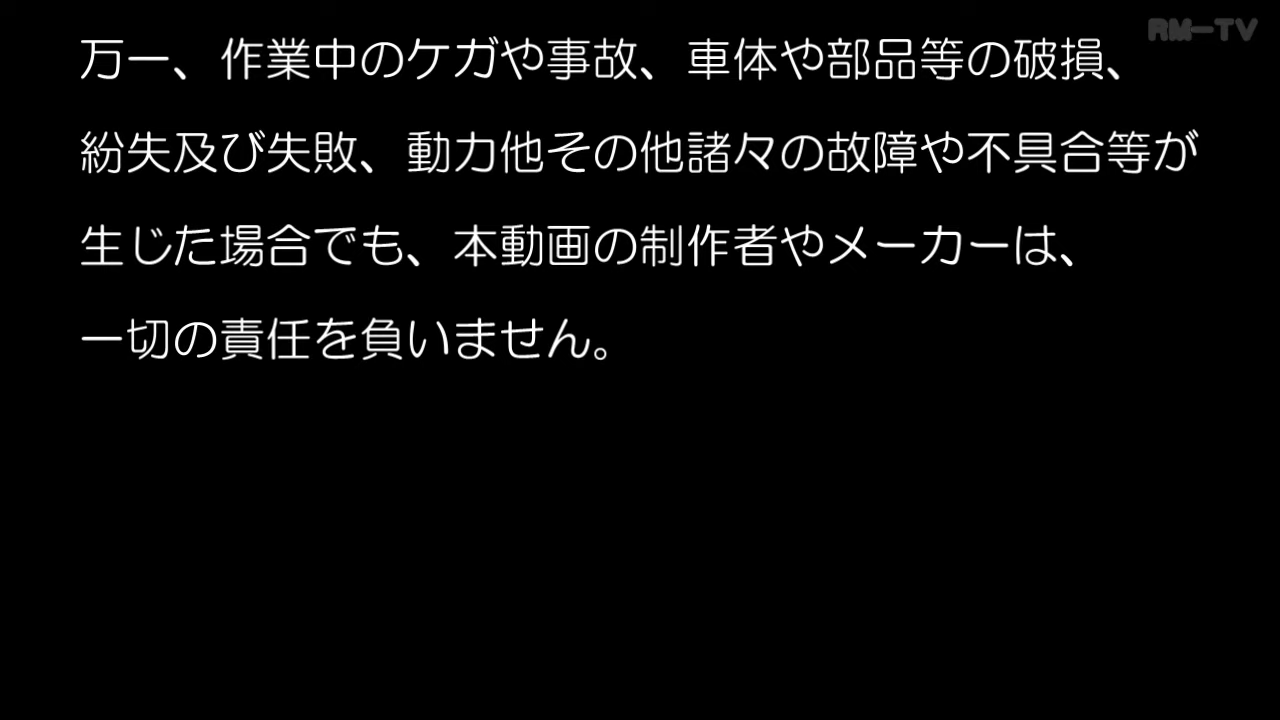 RM-TV
万一、作業中のケガや事故、車体や部品等の破損、
紛失及び失敗、動力他その他諸々の故障や不具合等が
生じた場合でも、本動画の制作者やメーカーは、
一切の責任を負いません。